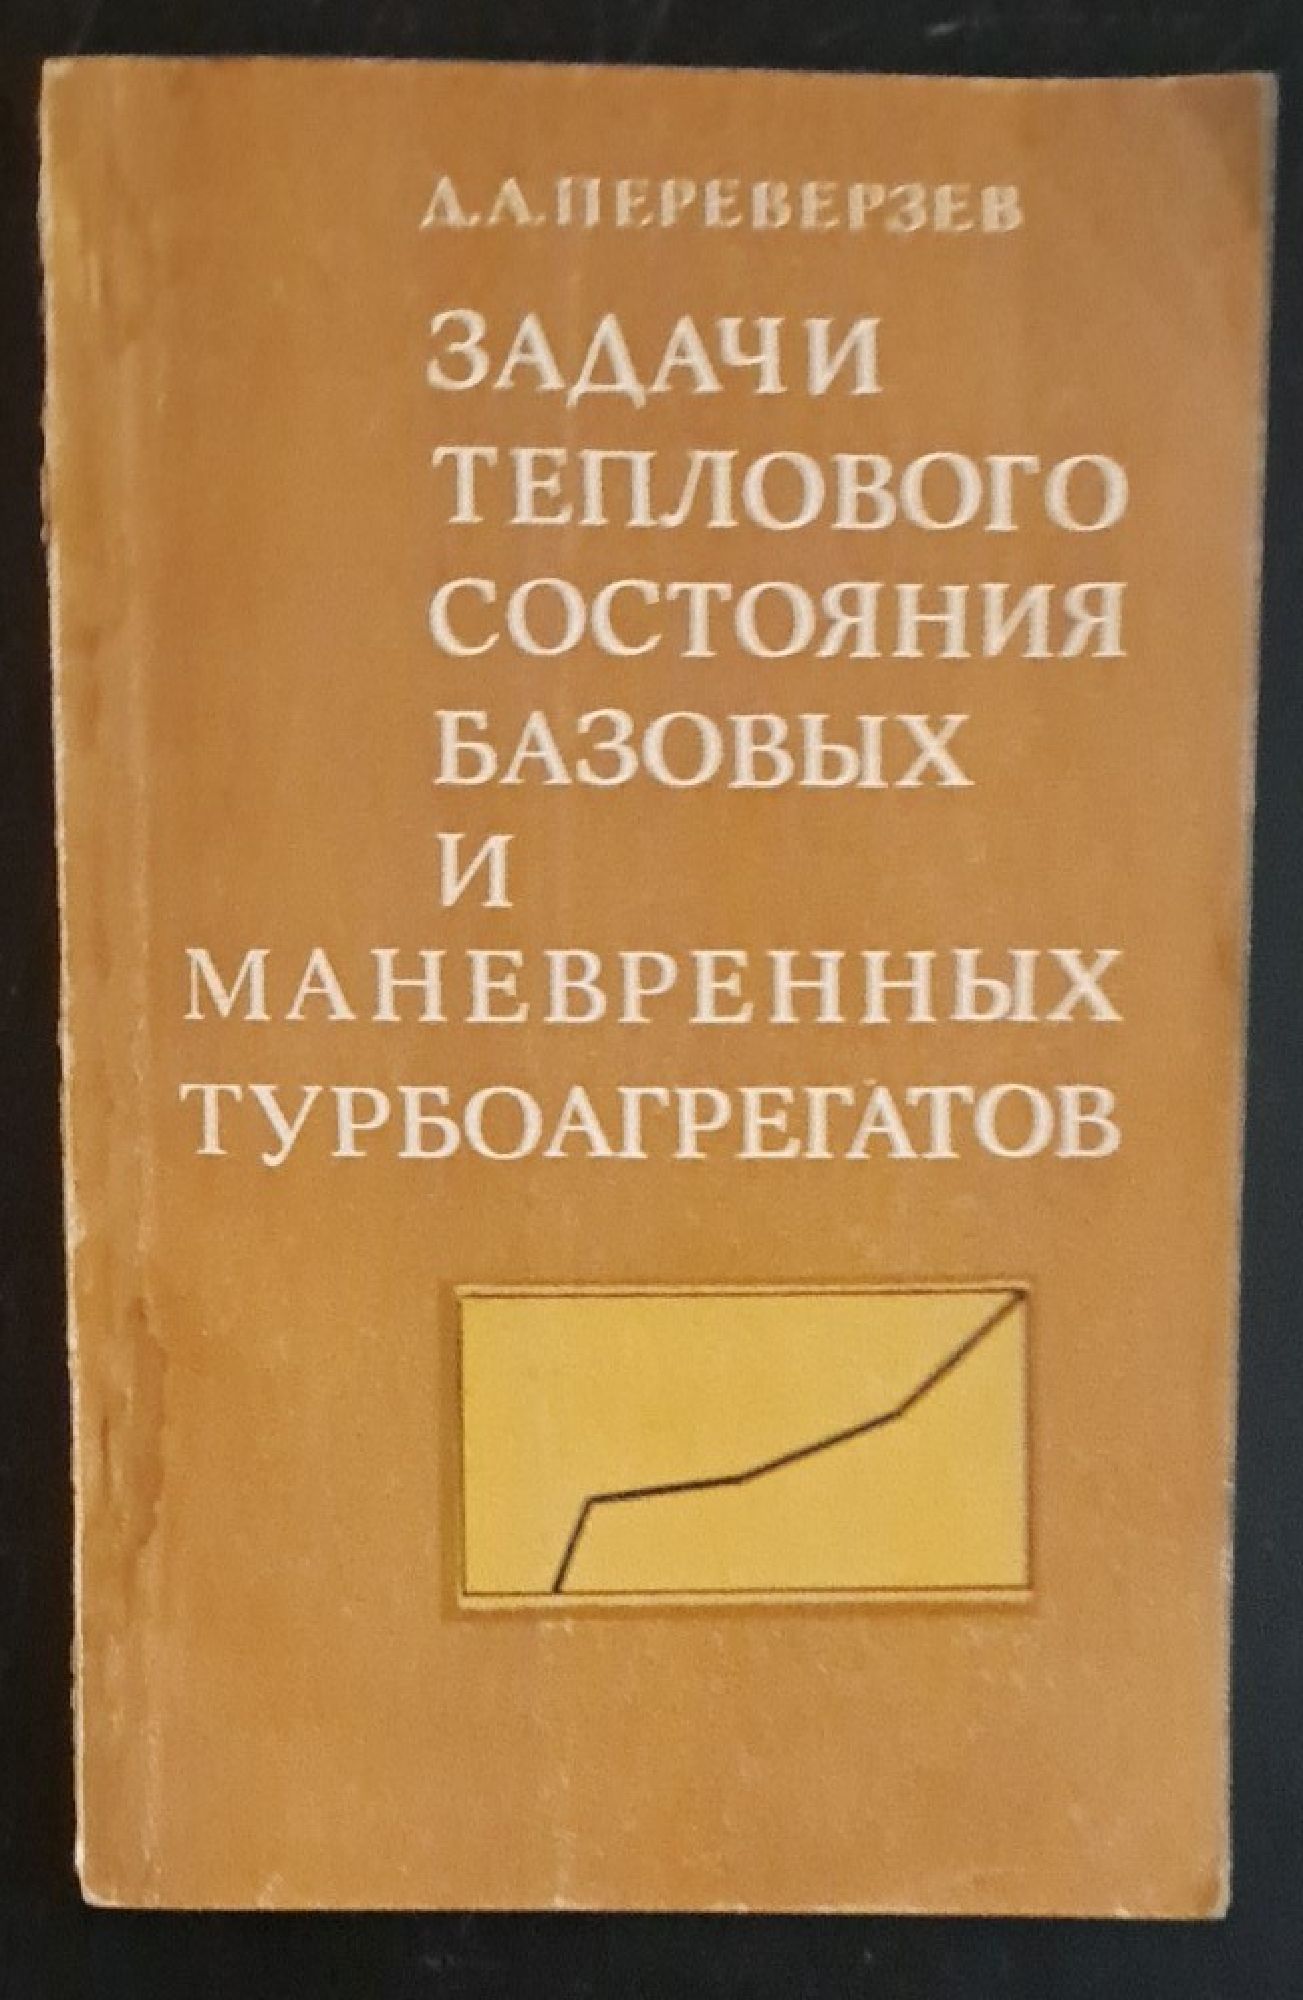 Д.А.ПЕРЕВЕРЗЕВ
ЗАДАЧИ
ТЕПЛОВОГО
СОСТОЯНИЯ
БАЗОВЫХ
И
МАНЕВРЕННЫХ
ТУРБОАГРЕГАТОВ